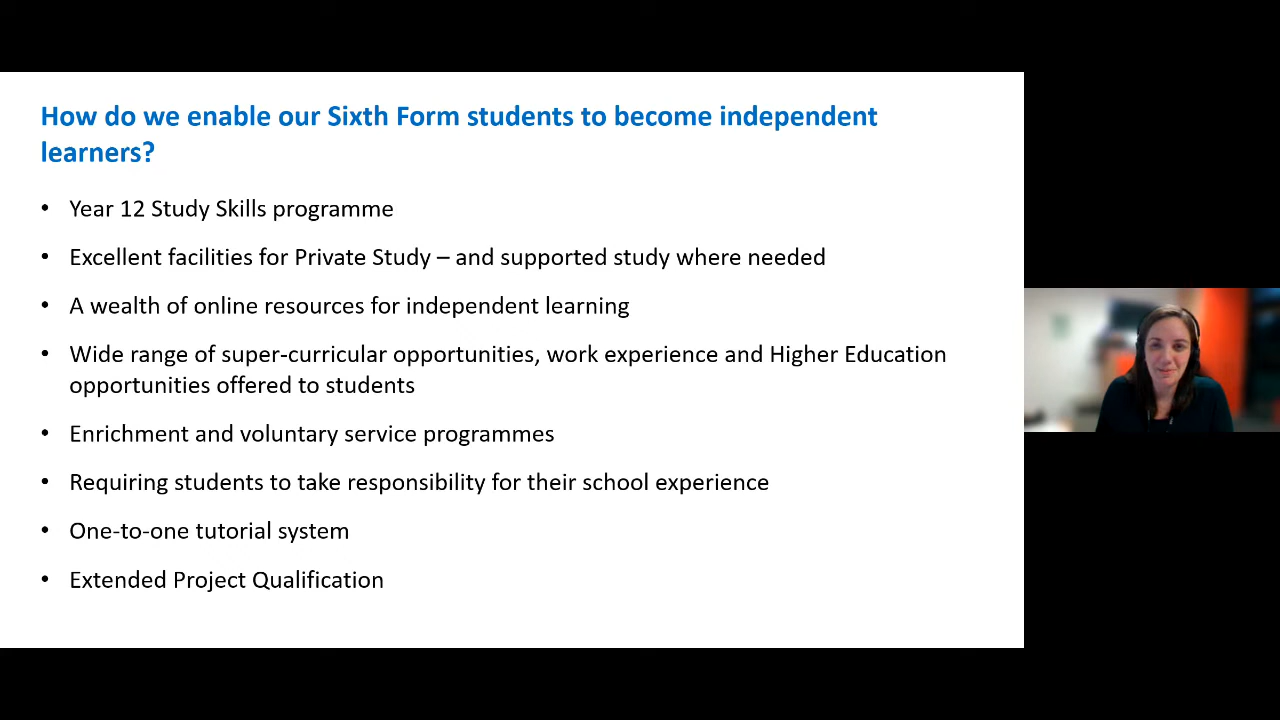 How do we enable our Sixth Form students to become independent
learners?
• Year 12 Study Skills programme
• Excellent facilities for Private Study – and supported study where needed
• A wealth of online resources for independent learning
• Wide range of super-curricular opportunities, work experience and Higher Education
opportunities offered to students
• Enrichment and voluntary service programmes
• Requiring students to take responsibility for their school experience
• One-to-one tutorial system
• Extended Project Qualification